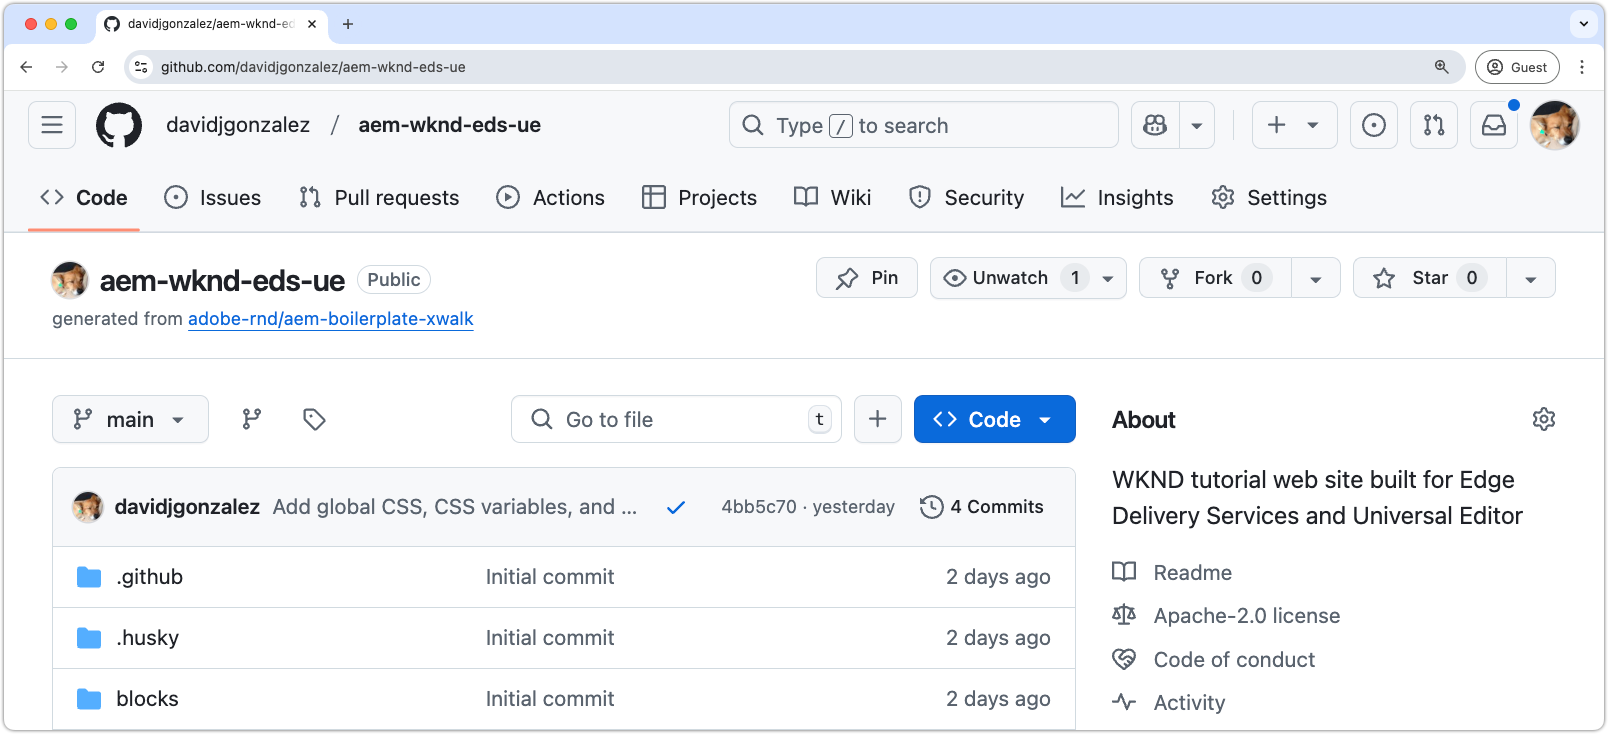 davidjgonzalez/aem-wknd-ed
github.com/davidjgonzalez/aem-wknd-eds-ue
Guest
davidjgonzalez / aem-wknd-eds-ue
Type / to search
Code Issues Pull requests Actions Projects Wiki Security Insights Settings
aem-wknd-eds-ue Public
Pin Unwatch 1 Fork 0 Star 0
generated from adobe-rnd/aem-boilerplate-xwalk
main
Go to file t
Code
About
WKND tutorial web site built for Edge
Delivery Services and Universal Editor
davidjgonzalez Add global CSS, CSS variables, and ... 4bb5c70 · yesterday 4 Commits
.github Initial commit 2 days ago
.husky Initial commit 2 days ago
blocks Initial commit 2 days ago
Readme
Apache-2.0 license
Code of conduct
Activity